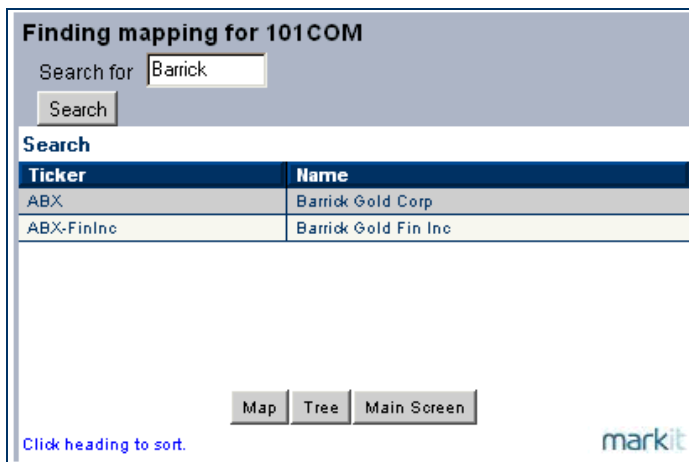 Finding mapping for 101COM
Search for Barrick
Search
Search
Ticker Name
ABX Barrick Gold Corp
ABX-FinInc Barrick Gold Fin Inc
Map Tree Main Screen
Click heading to sort. markit